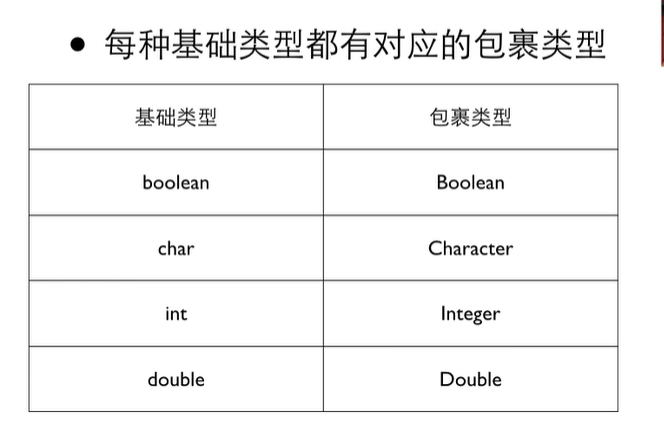 • 每种基础类型都有对应的包裹类型
基础类型 包裹类型
boolean Boolean
char Character
int Integer
double Double